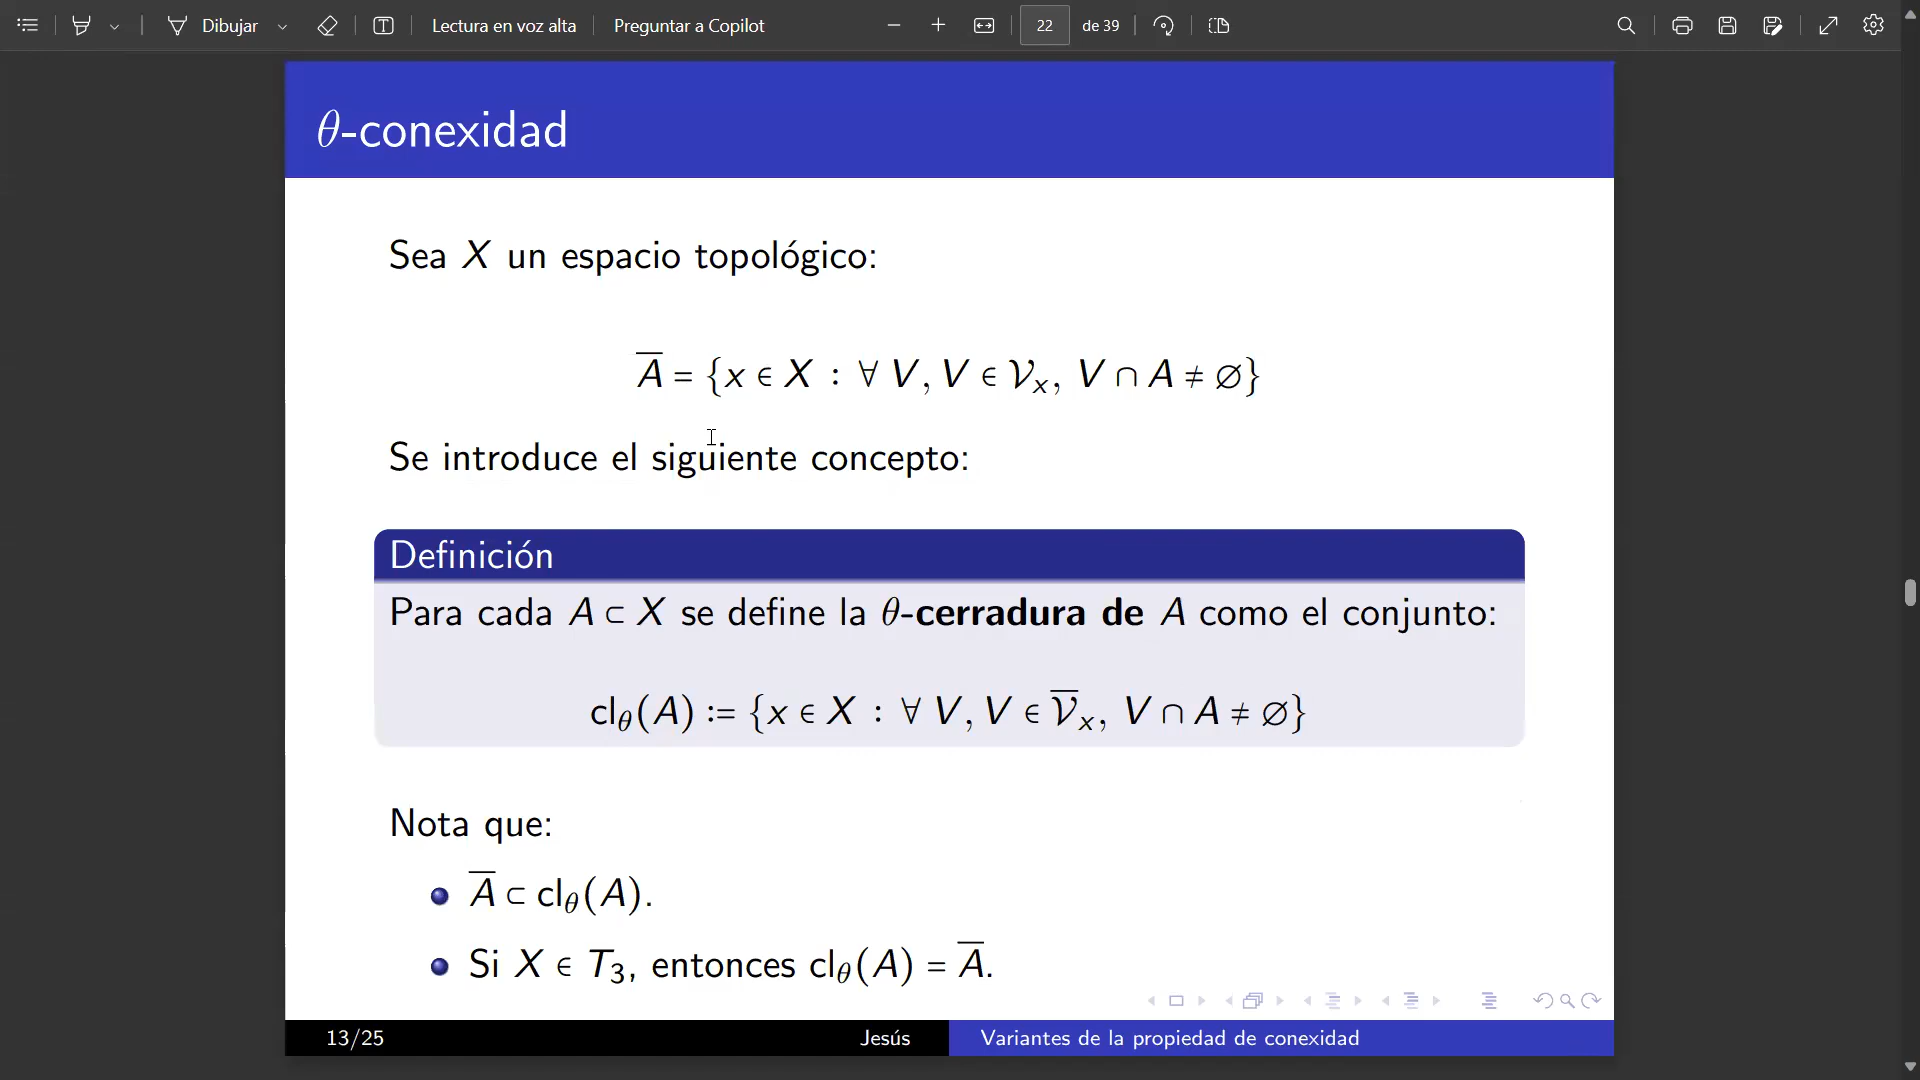 Dibujar Lectura en voz alta Preguntar a Copilot 22 de 39
θ-conexidad
Sea X un espacio topológico:
A̅ = {x ∈ X : ∀ V, V ∈ 𝒱ₓ, V ∩ A ≠ ∅}
Se introduce el siguiente concepto:
Definición
Para cada A ⊂ X se define la θ-cerradura de A como el conjunto:
cl_θ(A) := {x ∈ X : ∀ V, V ∈ 𝒱̅ₓ, V ∩ A ≠ ∅}
Nota que:
A̅ ⊂ cl_θ(A).
Si X ∈ T₃, entonces cl_θ(A) = A̅.
13/25 Jesús Variantes de la propiedad de conexidad